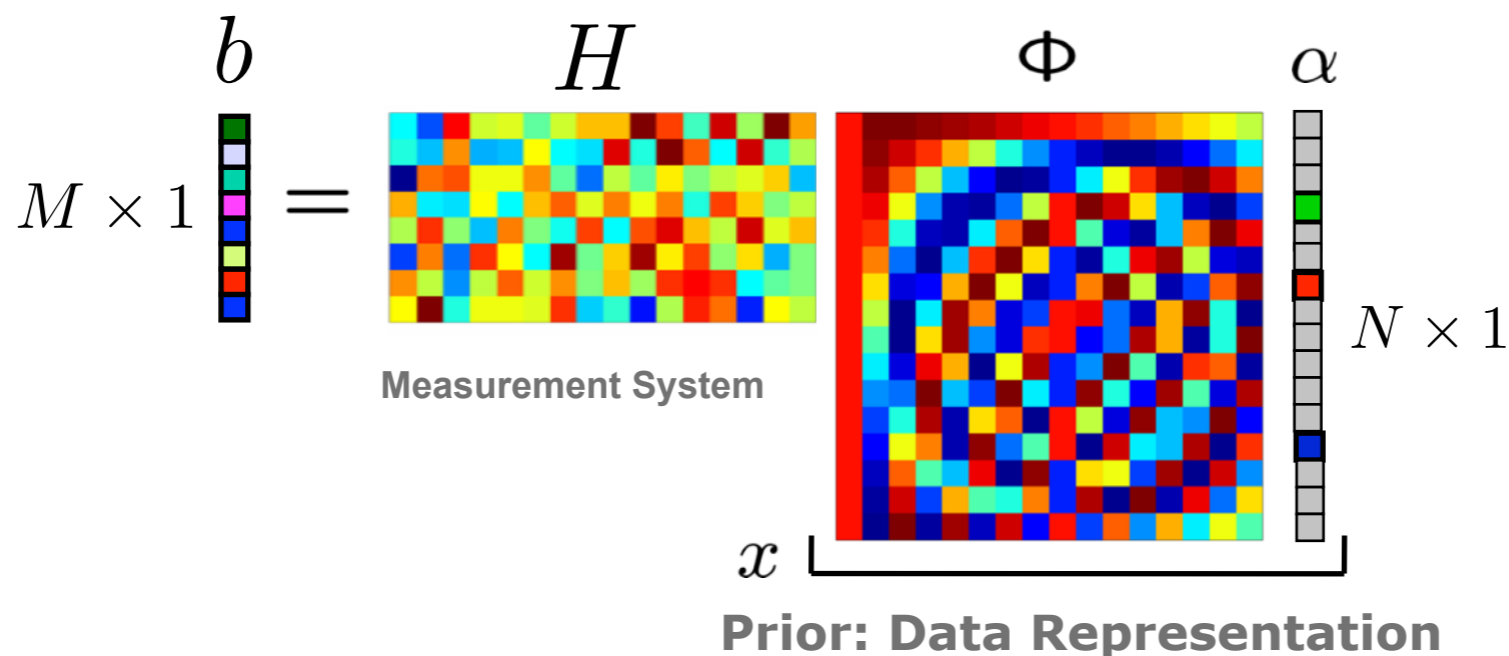 b
H
Φ
α
M × 1
=
N × 1
Measurement System
x
Prior: Data Representation